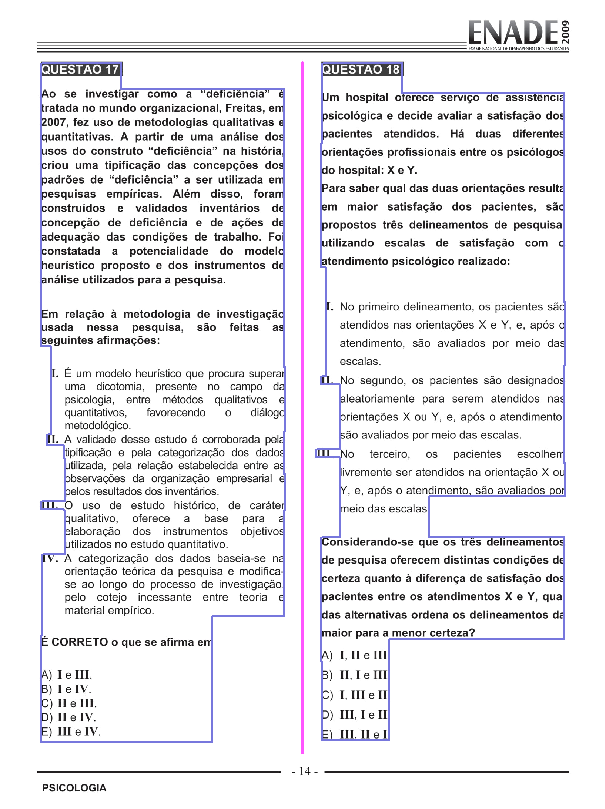 ENADE 2009
EXAME NACIONAL DE DESEMPENHO DOS ESTUDANTES
QUESTÃO 17
Ao se investigar como a “deficiência” é
tratada no mundo organizacional, Freitas, em
2007, fez uso de metodologias qualitativas e
quantitativas. A partir de uma análise dos
usos do construto “deficiência” na história,
criou uma tipificação das concepções dos
padrões de “deficiência” a ser utilizada em
pesquisas empíricas. Além disso, foram
construídos e validados inventários de
concepção de deficiência e de ações de
adequação das condições de trabalho. Foi
constatada a potencialidade do modelo
heurístico proposto e dos instrumentos de
análise utilizados para a pesquisa.
Em relação à metodologia de investigação
usada nessa pesquisa, são feitas as
seguintes afirmações:
I. É um modelo heurístico que procura superar
uma dicotomia, presente no campo da
psicologia, entre métodos qualitativos e
quantitativos, favorecendo o diálogo
metodológico.
II. A validade desse estudo é corroborada pela
tipificação e pela categorização dos dados
utilizada, pela relação estabelecida entre as
observações da organização empresarial e
pelos resultados dos inventários.
III. O uso de estudo histórico, de caráter
qualitativo, oferece a base para a
elaboração dos instrumentos objetivos
utilizados no estudo quantitativo.
IV. A categorização dos dados baseia-se na
orientação teórica da pesquisa e modifica-
se ao longo do processo de investigação,
pelo cotejo incessante entre teoria e
material empírico.
É CORRETO o que se afirma em
A) I e III.
B) I e IV.
C) II e III.
D) II e IV.
E) III e IV.
QUESTÃO 18
Um hospital oferece serviço de assistência
psicológica e decide avaliar a satisfação dos
pacientes atendidos. Há duas diferentes
orientações profissionais entre os psicólogos
do hospital: X e Y.
Para saber qual das duas orientações resulta
em maior satisfação dos pacientes, são
propostos três delineamentos de pesquisa
utilizando escalas de satisfação com o
atendimento psicológico realizado:
I. No primeiro delineamento, os pacientes são
atendidos nas orientações X e Y, e, após o
atendimento, são avaliados por meio das
escalas.
II. No segundo, os pacientes são designados
aleatoriamente para serem atendidos nas
orientações X ou Y, e, após o atendimento
são avaliados por meio das escalas.
III. No terceiro, os pacientes escolhem
livremente ser atendidos na orientação X ou
Y, e, após o atendimento, são avaliados por
meio das escalas
Considerando-se que os três delineamentos
de pesquisa oferecem distintas condições de
certeza quanto à diferença de satisfação dos
pacientes entre os atendimentos X e Y, qual
das alternativas ordena os delineamentos da
maior para a menor certeza?
A) I, II e III
B) II, I e III
C) I, III e II
D) III, I e II
E) III, II e I
- 14 -
PSICOLOGIA